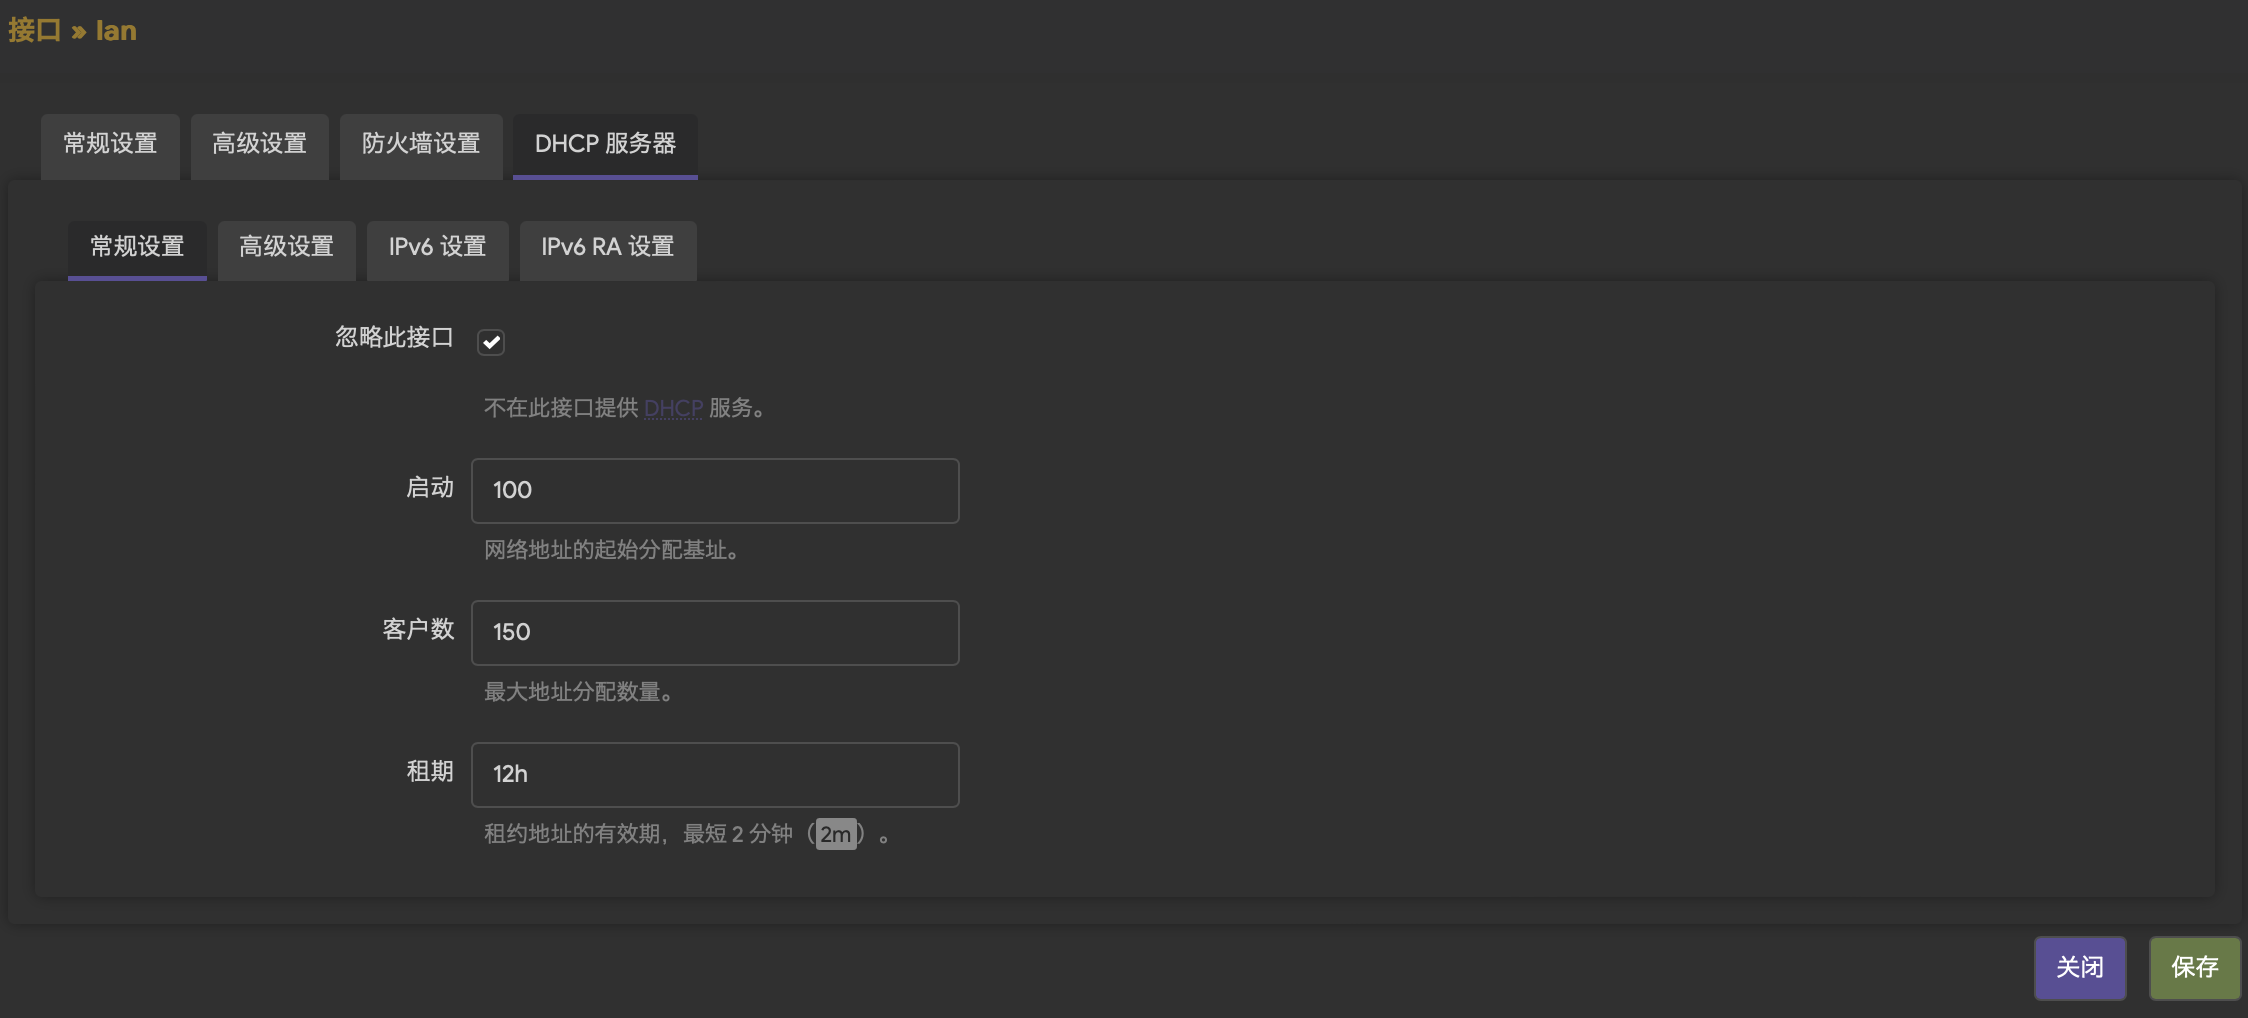 接口 » lan
常规设置 高级设置 防火墙设置 DHCP 服务器
常规设置 高级设置 IPv6 设置 IPv6 RA 设置
忽略此接口
不在此接口提供 DHCP 服务。
启动 100
网络地址的起始分配基址。
客户数 150
最大地址分配数量。
租期 12h
租约地址的有效期，最短 2 分钟（2m）。
关闭 保存